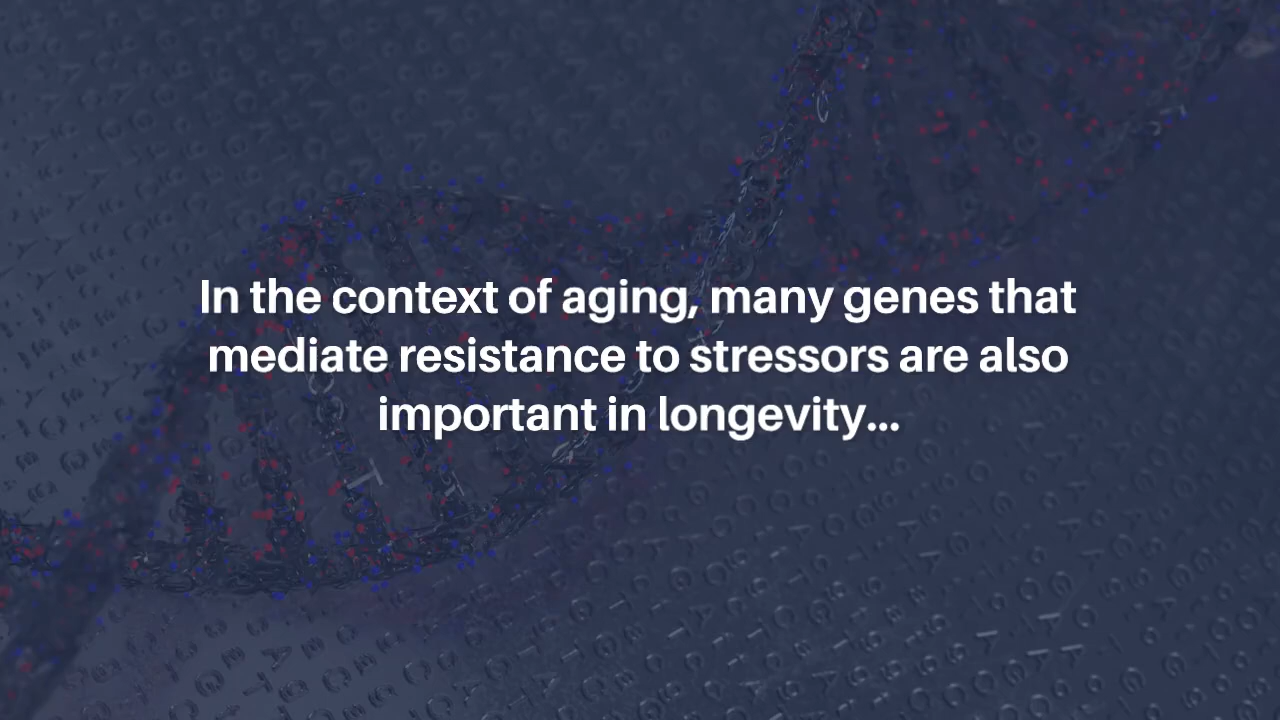 In the context of aging, many genes that
mediate resistance to stressors are also
important in longevity...